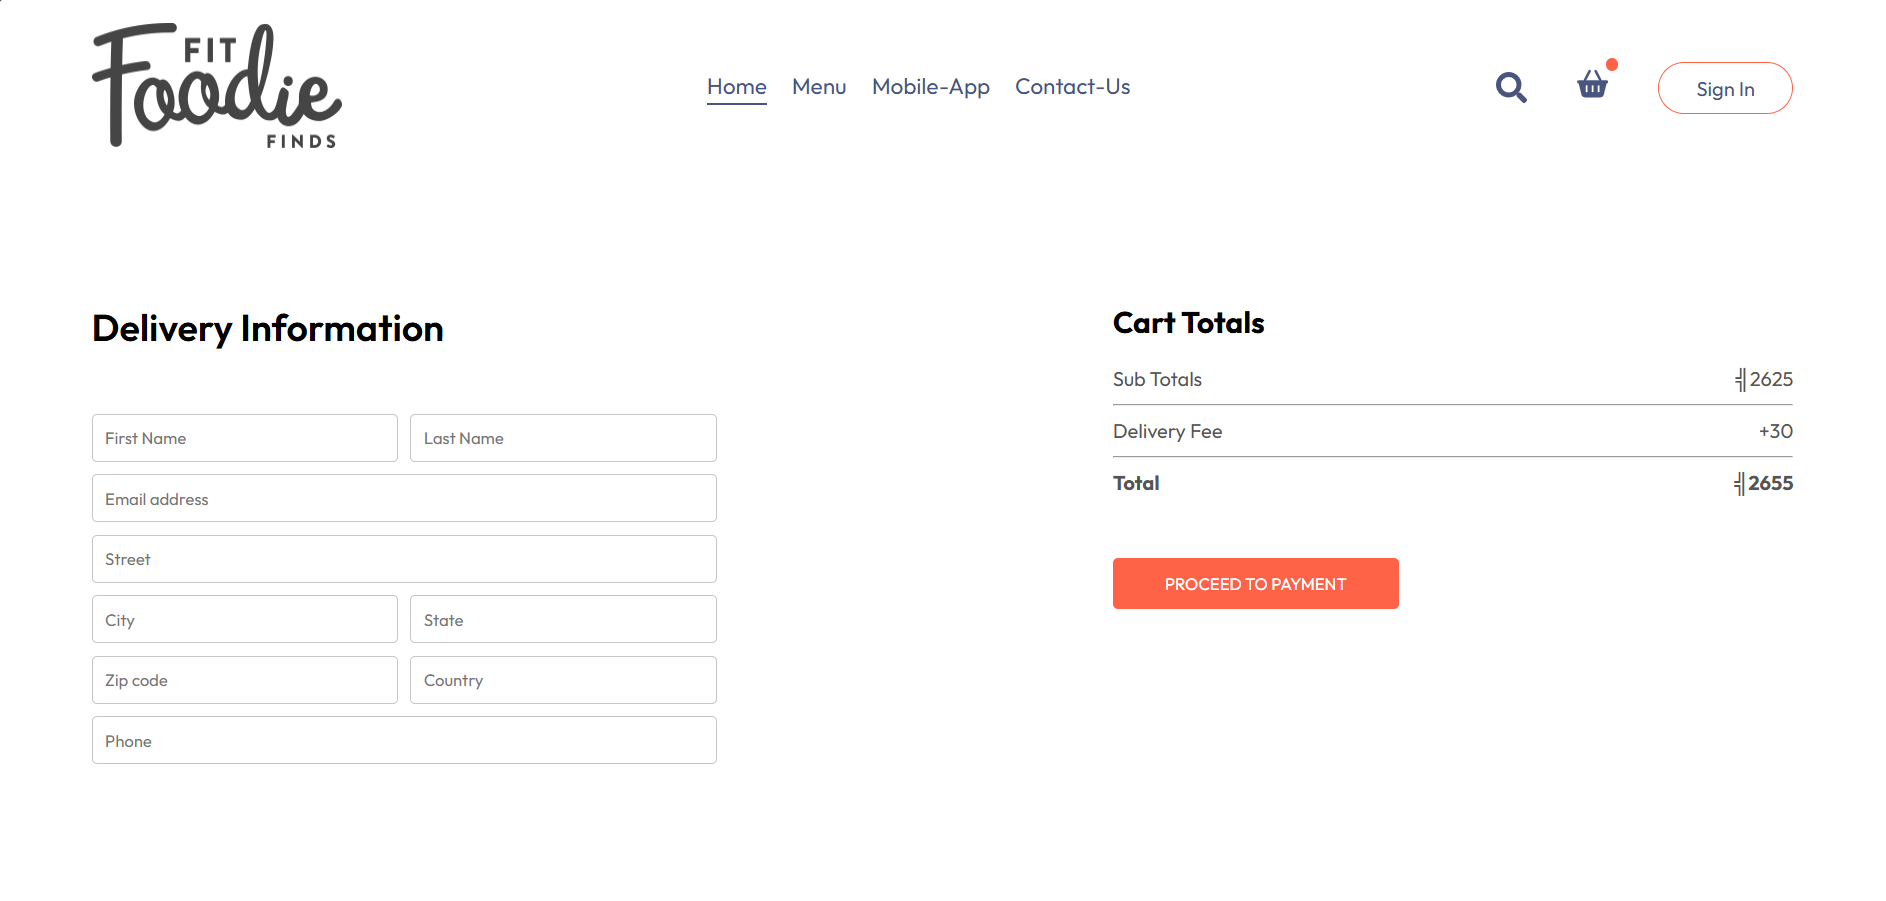 FIT
Foodie
FINDS
Home Menu Mobile-App Contact-Us
Sign In
Delivery Information
First Name Last Name
Email address
Street
City State
Zip code Country
Phone
Cart Totals
Sub Totals ╣2625
Delivery Fee +30
Total ╣2655
PROCEED TO PAYMENT